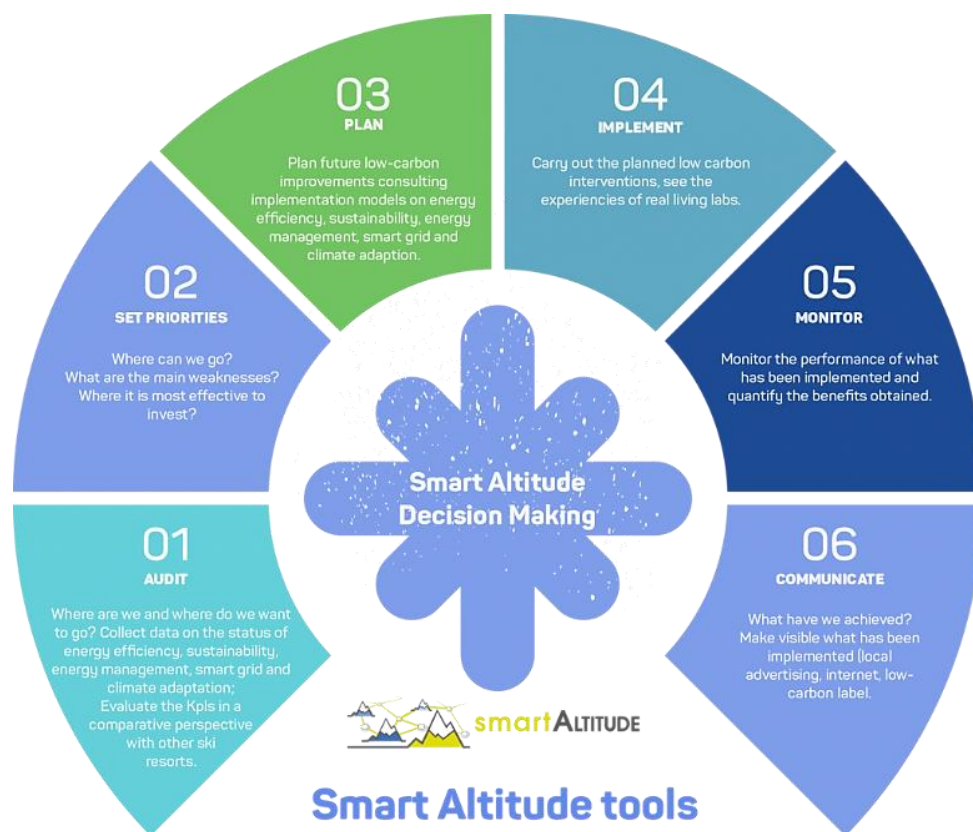 01
AUDIT
Where are we and where do we want
to go? Collect data on the status of
energy efficiency, sustainability,
energy management, smart grid and
climate adaptation;
Evaluate the KpIs in a
comparative perspective
with other ski
resorts.
02
SET PRIORITIES
Where can we go?
What are the main weaknesses?
Where it is most effective to
invest?
03
PLAN
Plan future low-carbon
improvements consulting
implementation models on energy
efficiency, sustainability, energy
management, smart grid and
climate adaption.
04
IMPLEMENT
Carry out the planned low carbon
interventions, see the
experiencies of real living labs.
05
MONITOR
Monitor the performance of what
has been implemented and
quantify the benefits obtained.
06
COMMUNICATE
What have we achieved?
Make visible what has been
implemented (local
advertising, internet, low-
carbon label.
Smart Altitude
Decision Making
smartALTITUDE
Smart Altitude tools